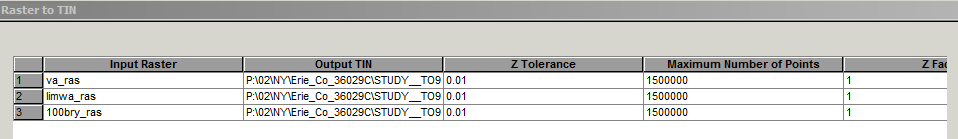 Raster to TIN
Input Raster Output TIN Z Tolerance Maximum Number of Points Z Fac
1 va_ras P:\02\NY\Erie_Co_36029C\STUDY__TO9 0.01 1500000 1
2 limwa_ras P:\02\NY\Erie_Co_36029C\STUDY__TO9 0.01 1500000 1
3 100bry_ras P:\02\NY\Erie_Co_36029C\STUDY__TO9 0.01 1500000 1